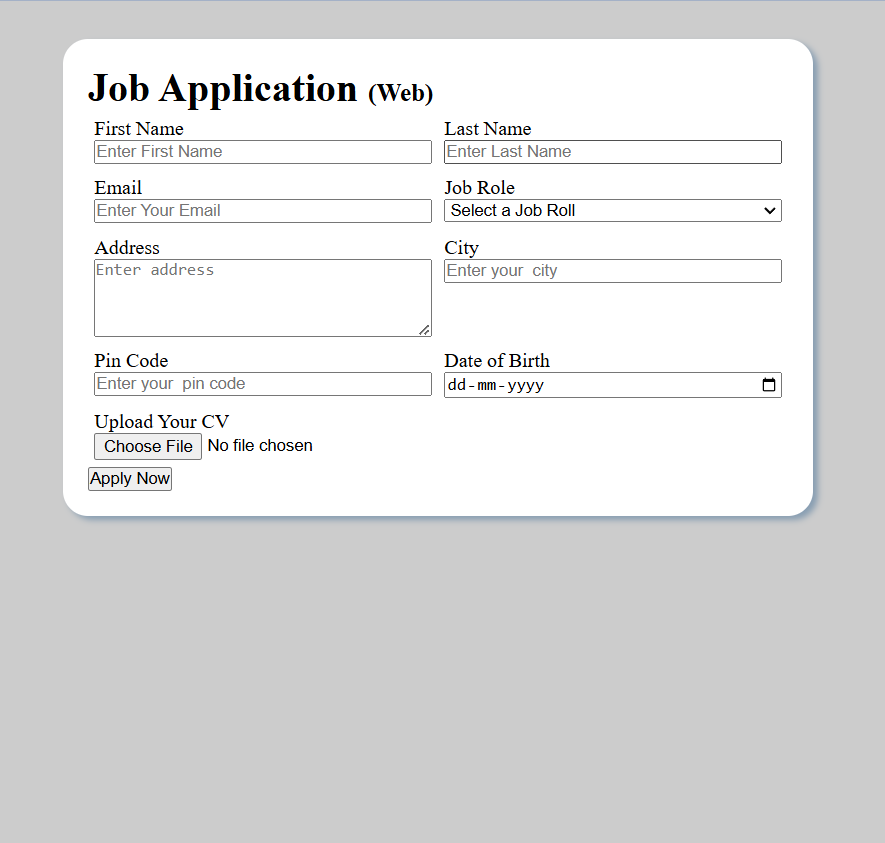 Job Application (Web)
First Name Last Name
Enter First Name Enter Last Name
Email Job Role
Enter Your Email Select a Job Roll
Address City
Enter address Enter your  city
Pin Code Date of Birth
Enter your  pin code dd-mm-yyyy
Upload Your CV
Choose File No file chosen
Apply Now